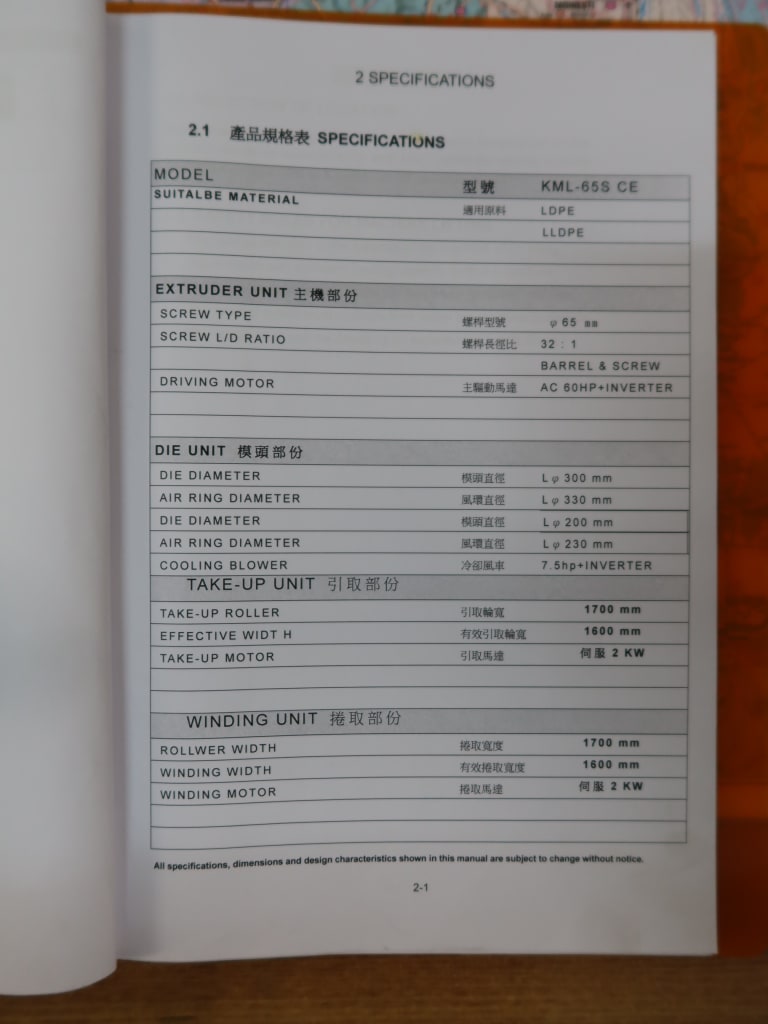 2 SPECIFICATIONS
2.1 產品規格表 SPECIFICATIONS
MODEL 型號 KML-65S CE
SUITALBE MATERIAL 適用原料 LDPE
LLDPE
EXTRUDER UNIT 主機部份
SCREW TYPE 螺桿型號 φ 65 mm
SCREW L/D RATIO 螺桿長徑比 32 : 1
BARREL & SCREW
DRIVING MOTOR 主驅動馬達 AC 60HP+INVERTER
DIE UNIT 模頭部份
DIE DIAMETER 模頭直徑 L φ 300 mm
AIR RING DIAMETER 風環直徑 L φ 330 mm
DIE DIAMETER 模頭直徑 L φ 200 mm
AIR RING DIAMETER 風環直徑 L φ 230 mm
COOLING BLOWER 冷卻風車 7.5hp+INVERTER
TAKE-UP UNIT 引取部份
TAKE-UP ROLLER 引取輪寬 1700 mm
EFFECTIVE WIDT H 有效引取輪寬 1600 mm
TAKE-UP MOTOR 引取馬達 伺服 2 KW
WINDING UNIT 捲取部份
ROLLWER WIDTH 捲取寬度 1700 mm
WINDING WIDTH 有效捲取寬度 1600 mm
WINDING MOTOR 捲取馬達 伺服 2 KW
All specifications, dimensions and design characteristics shown in this manual are subject to change without notice.
2-1